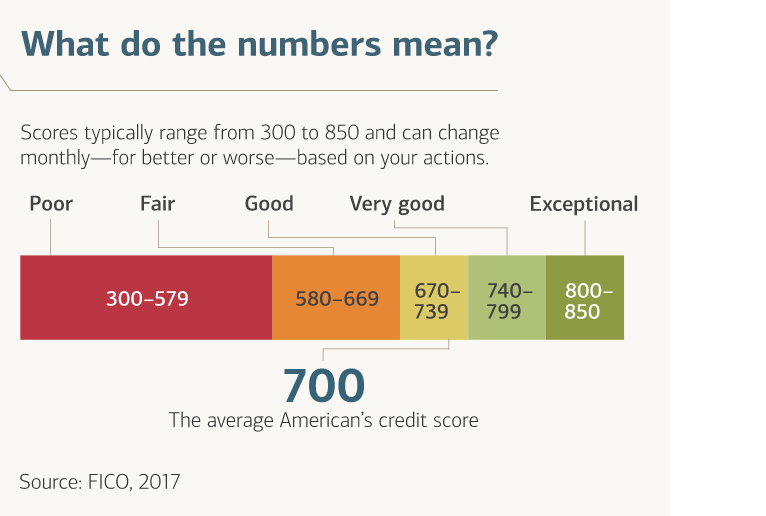 What do the numbers mean?
Scores typically range from 300 to 850 and can change
monthly—for better or worse—based on your actions.
Poor Fair Good Very good Exceptional
300–579 580–669 670–739 740–799 800–850
700
The average American’s credit score
Source: FICO, 2017